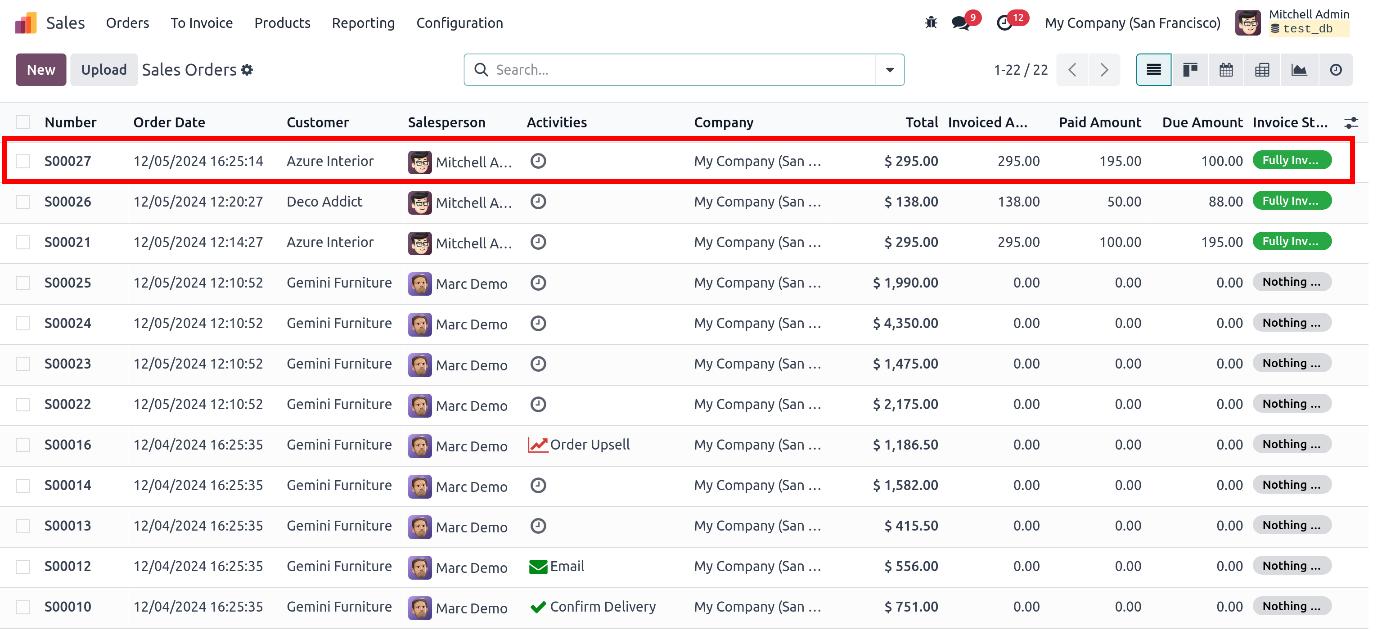 Sales Orders To Invoice Products Reporting Configuration 9 12 My Company (San Francisco) Mitchell Admin
test_db
New Upload Sales Orders Search... 1-22 / 22
Number Order Date Customer Salesperson Activities Company Total Invoiced A... Paid Amount Due Amount Invoice St...
S00027 12/05/2024 16:25:14 Azure Interior Mitchell A... My Company (San ... $ 295.00 295.00 195.00 100.00 Fully Inv...
S00026 12/05/2024 12:20:27 Deco Addict Mitchell A... My Company (San ... $ 138.00 138.00 50.00 88.00 Fully Inv...
S00021 12/05/2024 12:14:27 Azure Interior Mitchell A... My Company (San ... $ 295.00 295.00 100.00 195.00 Fully Inv...
S00025 12/05/2024 12:10:52 Gemini Furniture Marc Demo My Company (San ... $ 1,990.00 0.00 0.00 0.00 Nothing ...
S00024 12/05/2024 12:10:52 Gemini Furniture Marc Demo My Company (San ... $ 4,350.00 0.00 0.00 0.00 Nothing ...
S00023 12/05/2024 12:10:52 Gemini Furniture Marc Demo My Company (San ... $ 1,475.00 0.00 0.00 0.00 Nothing ...
S00022 12/05/2024 12:10:52 Gemini Furniture Marc Demo My Company (San ... $ 2,175.00 0.00 0.00 0.00 Nothing ...
S00016 12/04/2024 16:25:35 Gemini Furniture Marc Demo Order Upsell My Company (San ... $ 1,186.50 0.00 0.00 0.00 Nothing ...
S00014 12/04/2024 16:25:35 Gemini Furniture Marc Demo My Company (San ... $ 1,582.00 0.00 0.00 0.00 Nothing ...
S00013 12/04/2024 16:25:35 Gemini Furniture Marc Demo My Company (San ... $ 415.50 0.00 0.00 0.00 Nothing ...
S00012 12/04/2024 16:25:35 Gemini Furniture Marc Demo Email My Company (San ... $ 556.00 0.00 0.00 0.00 Nothing ...
S00010 12/04/2024 16:25:35 Gemini Furniture Marc Demo Confirm Delivery My Company (San ... $ 751.00 0.00 0.00 0.00 Nothing ...